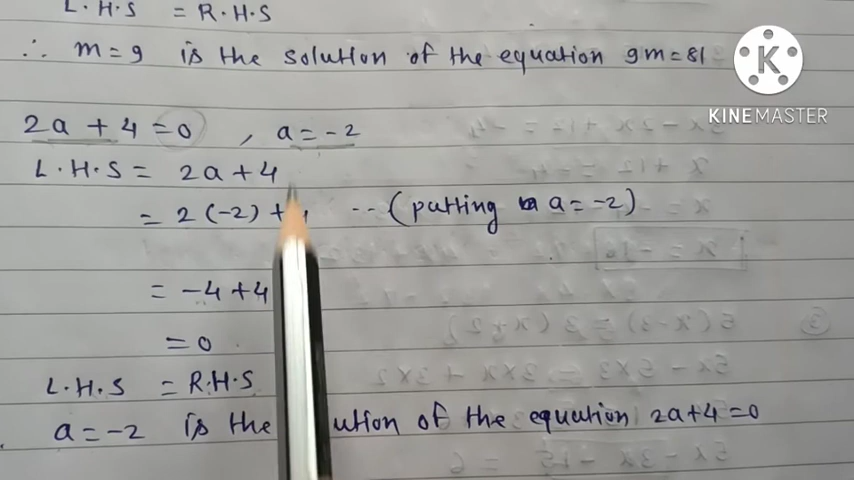 L.H.S = R.H.S
∴ m = 9 is the solution of the equation 9m = 81
K
KINEMASTER
2a + 4 = 0 , a = -2
L.H.S = 2a + 4
= 2 (-2) + -- (putting a = -2)
= -4 + 4
= 0
L.H.S = R.H.S
a = -2 is the ution of the equation 2a+4=0